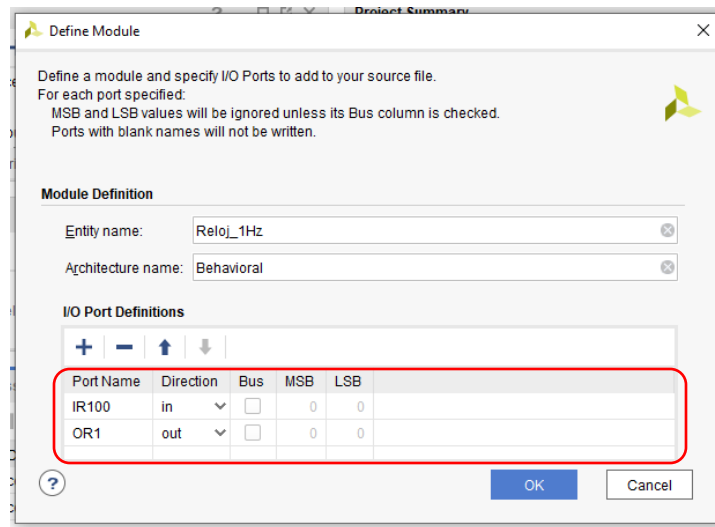 Project Summary
Define Module
Define a module and specify I/O Ports to add to your source file.
For each port specified:
MSB and LSB values will be ignored unless its Bus column is checked.
Ports with blank names will not be written.
Module Definition
Entity name: Reloj_1Hz
Architecture name: Behavioral
I/O Port Definitions
Port Name Direction Bus MSB LSB
IR100 in 0 0
OR1 out 0 0
? OK Cancel